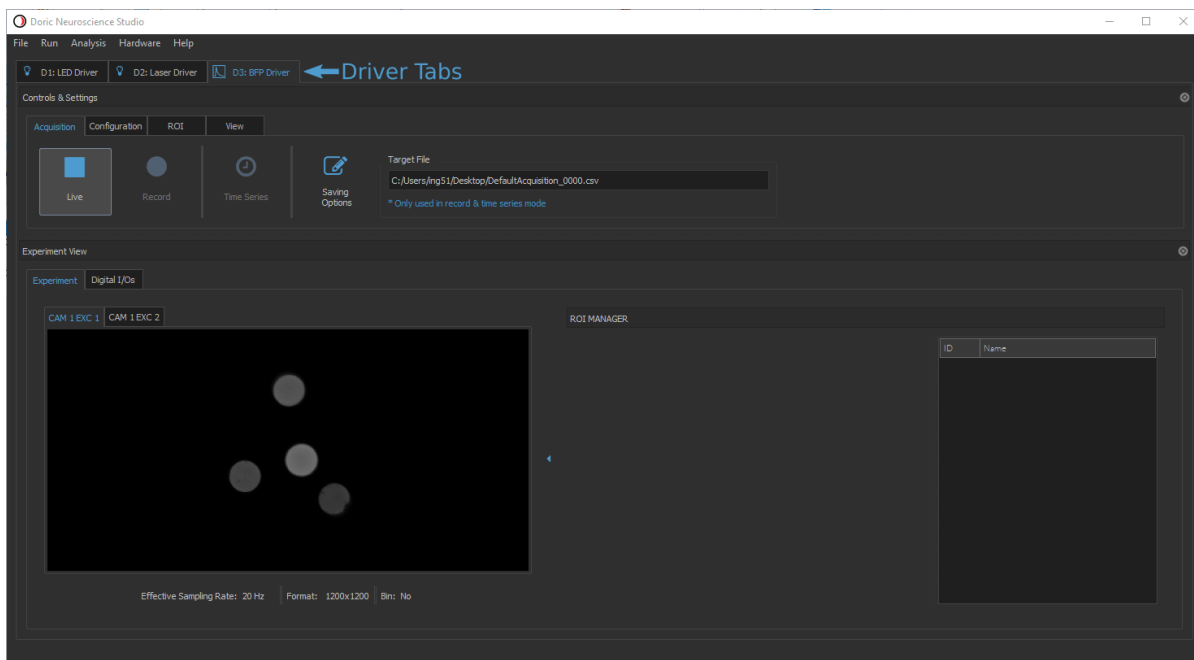 Doric Neuroscience Studio
File Run Analysis Hardware Help
D1: LED Driver D2: Laser Driver D3: BFP Driver Driver Tabs
Controls & Settings
Acquisition Configuration ROI View
Target File
C:/Users/ing51/Desktop/DefaultAcquisition_0000.csv
Live Record Time Series Saving Options
* Only used in record & time series mode
Experiment View
Experiment Digital I/Os
CAM 1 EXC 1 CAM 1 EXC 2 ROI MANAGER
ID Name
Effective Sampling Rate: 20 Hz Format: 1200x1200 Bin: No